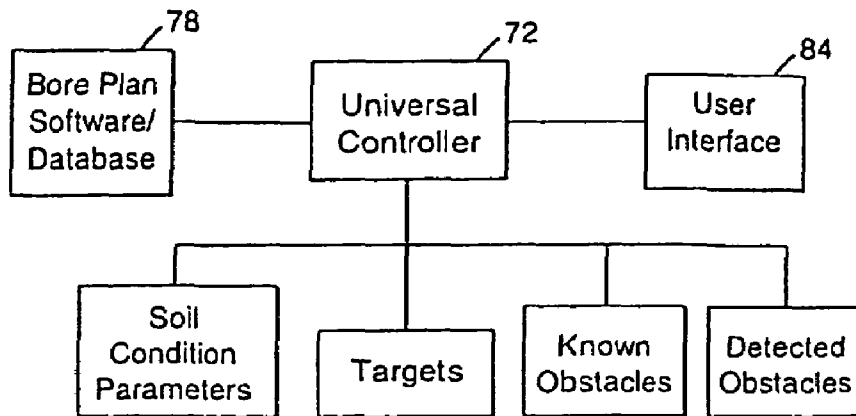 78
72
84
Bore Plan
Software/
Database
Universal
Controller
User
Interface
Soil
Condition
Parameters
Targets
Known
Obstacles
Detected
Obstacles